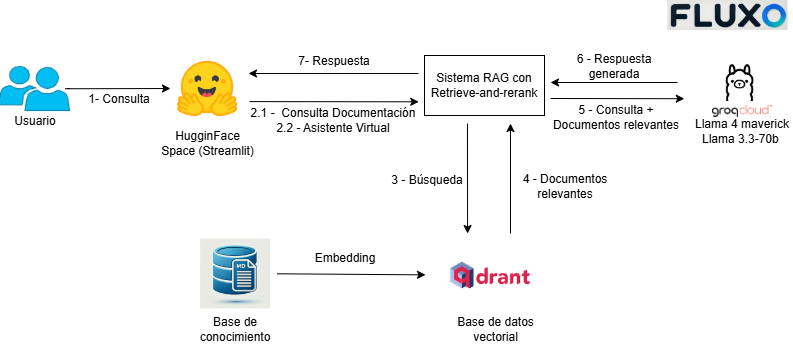 FLUXO
7- Respuesta
6 - Respuesta
generada
Sistema RAG con
Retrieve-and-rerank
1- Consulta
2.1 - Consulta Documentación
2.2 - Asistente Virtual
5 - Consulta +
Documentos relevantes
groqcloud
Usuario
HugginFace
Space (Streamlit)
Llama 4 maverick
Llama 3.3-70b
3 - Búsqueda
4 - Documentos
relevantes
MD
Embedding
qdrant
Base de
conocimiento
Base de datos
vectorial